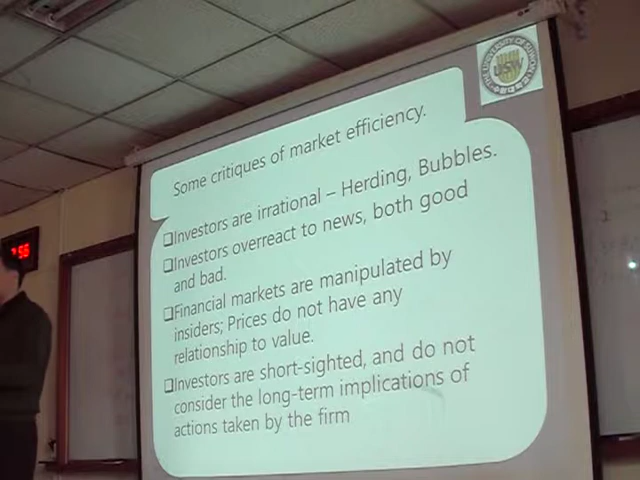 Some critiques of market efficiency.
❑Investors are irrational – Herding, Bubbles.
❑Investors overreact to news, both good
and bad.
❑Financial markets are manipulated by
insiders; Prices do not have any
relationship to value.
❑Investors are short-sighted, and do not
consider the long-term implications of
actions taken by the firm
USW
:56